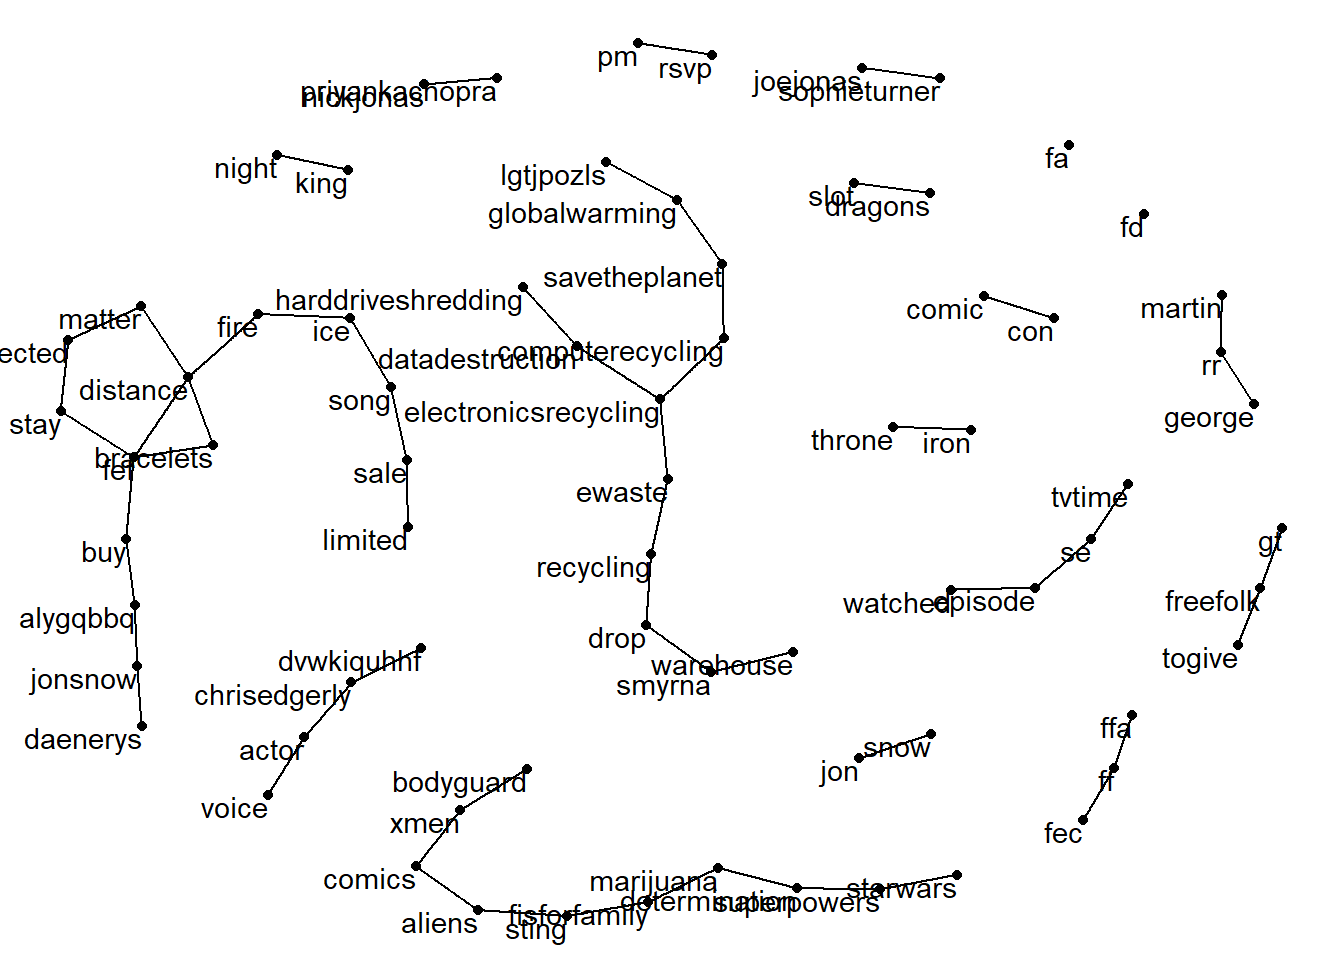 pm
rsvp
joejonas
sophieturner
priyankachopra
nickjonas
night
king
lgtjpozls
globalwarming
fa
slot
dragons
fd
savetheplanet
harddriveshredding
comic
con
martin
matter
fire
ice
ected
datadestruction
computerecycling
rr
distance
song
electronicsrecycling
george
stay
throne
iron
bracelets
sale
ewaste
tvtime
limited
buy
recycling
se
gt
alygqbbq
watched
episode
freefolk
drop
jonsnow
dvwkiquhhf
warehouse
smyrna
togive
chrisedgerly
daenerys
actor
ffa
snow
jon
bodyguard
ff
voice
xmen
fec
comics
marijuana
determination
superpowers
starwars
aliens
fisforfamily
sting